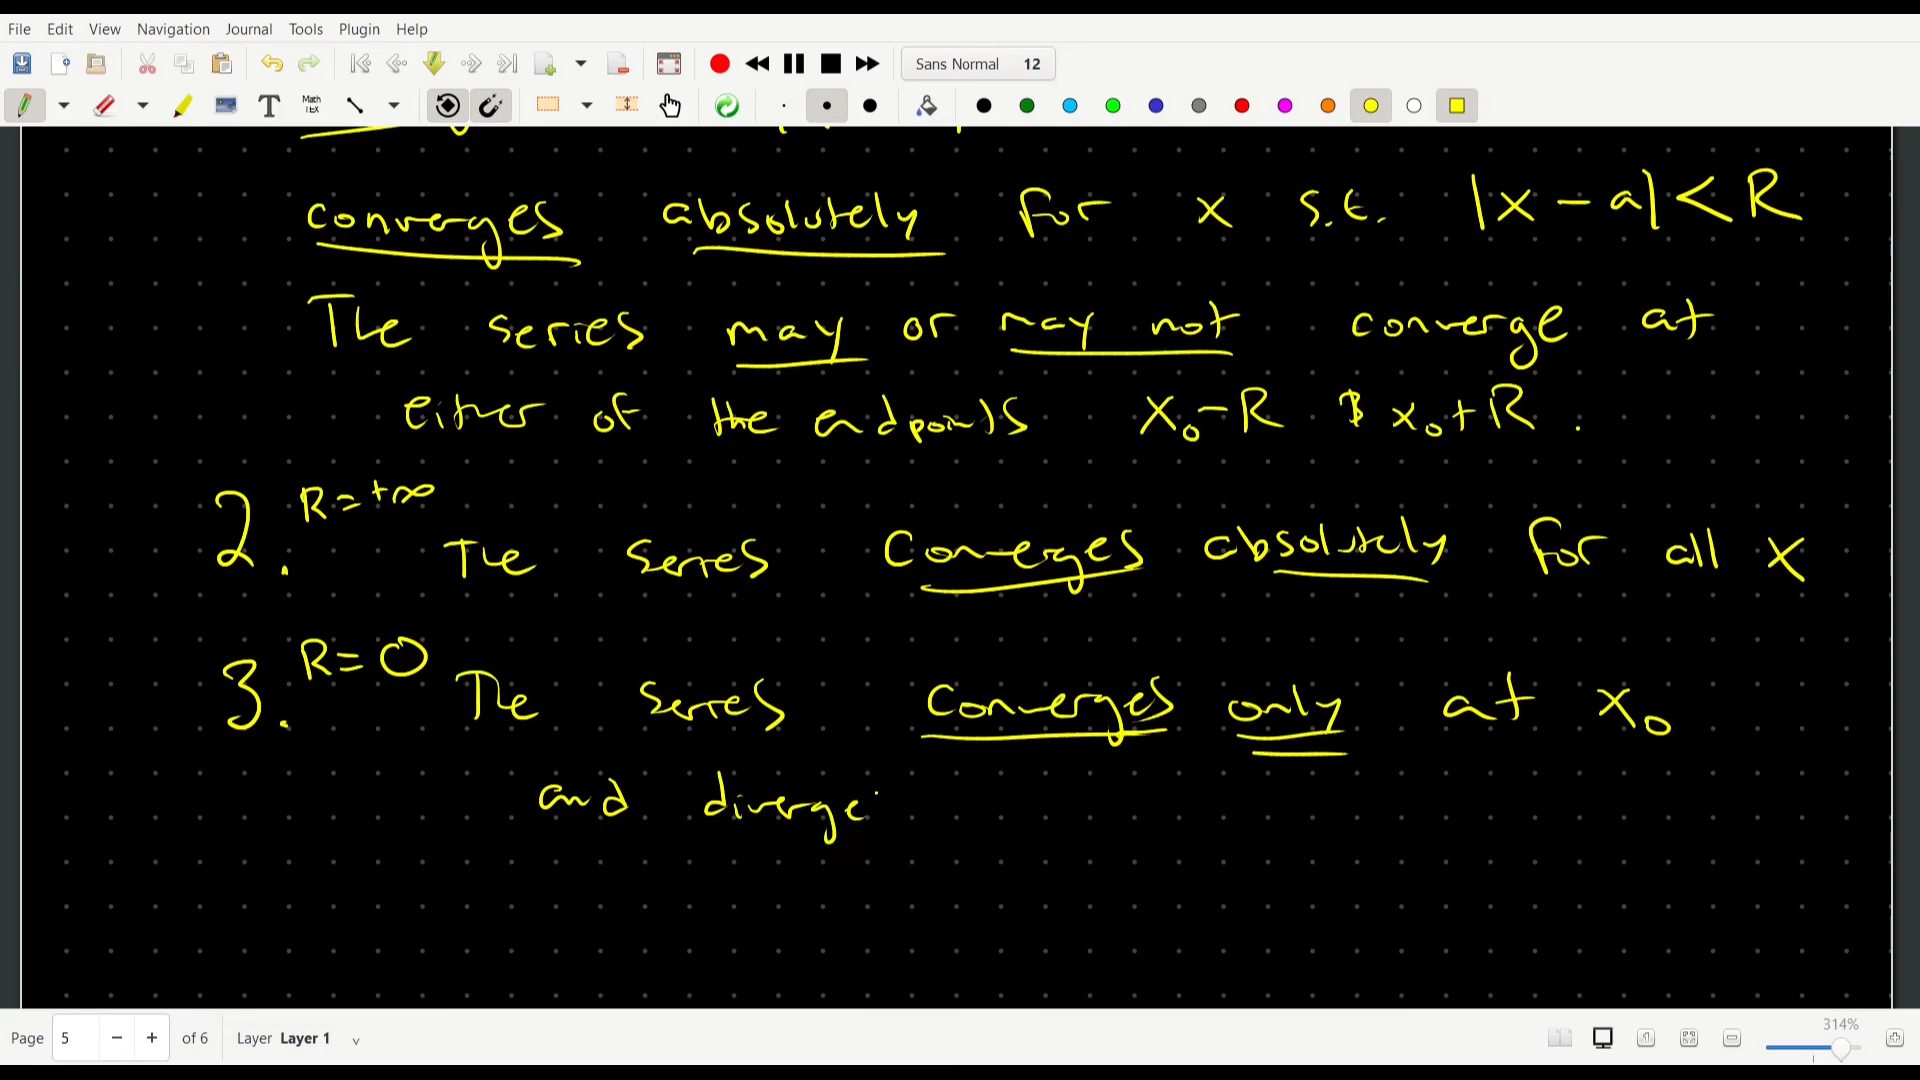 File Edit View Navigation Journal Tools Plugin Help
Sans Normal 12
Math TEX
converges absolutely for x s.t. |x - a| < R
The series may or may not converge at
either of the endpoints x₀-R & x₀+R.
2. R=+∞ The series converges absolutely for all x
3. R=0 The series converges only at x₀
and diverge
Page 5 of 6 Layer Layer 1 314%